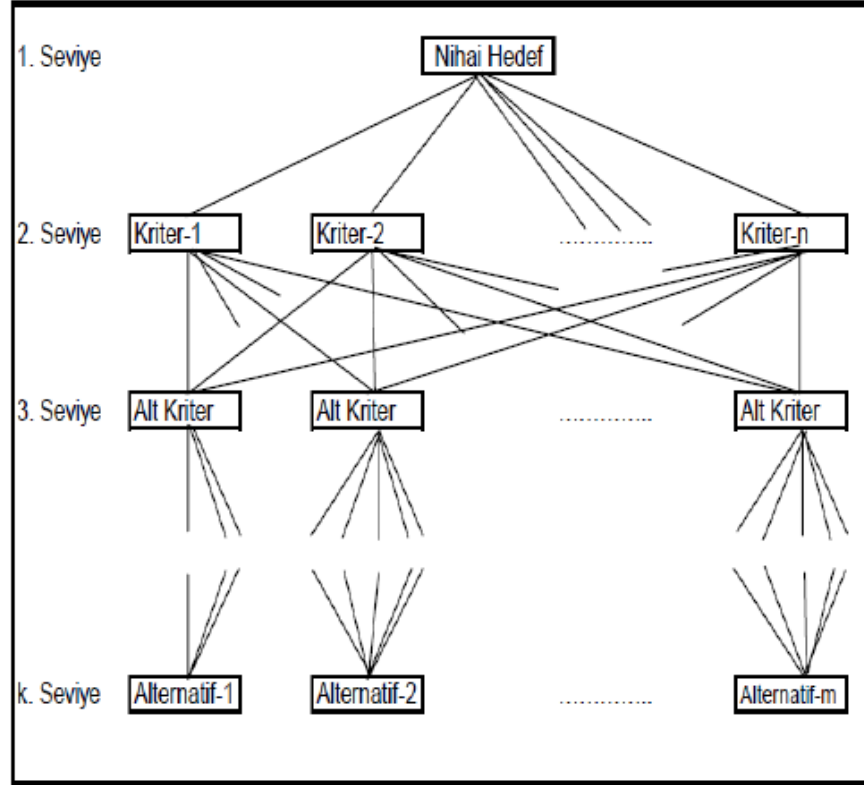 1. Seviye Nihai Hedef
2. Seviye Kriter-1 Kriter-2 ................ Kriter-n
3. Seviye Alt Kriter Alt Kriter ................ Alt Kriter
k. Seviye Alternatif-1 Alternatif-2 ................ Alternatif-m